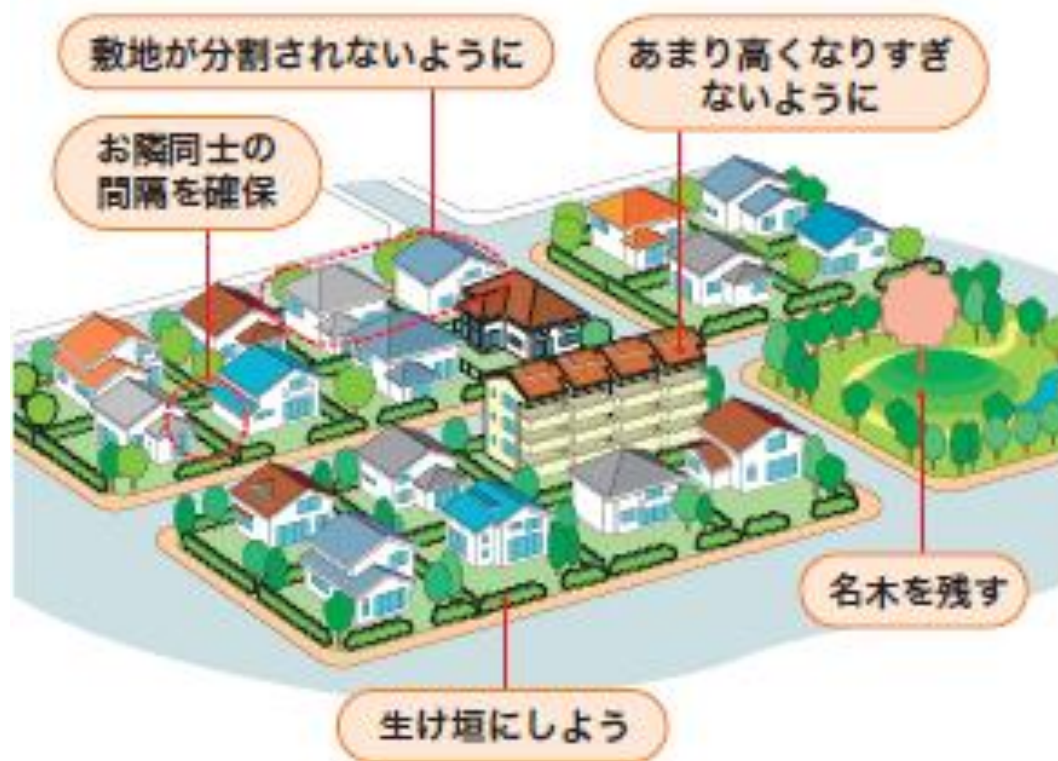 敷地が分割されないように
あまり高くなりすぎ
ないように
お隣同士の
間隔を確保
名木を残す
生け垣にしよう